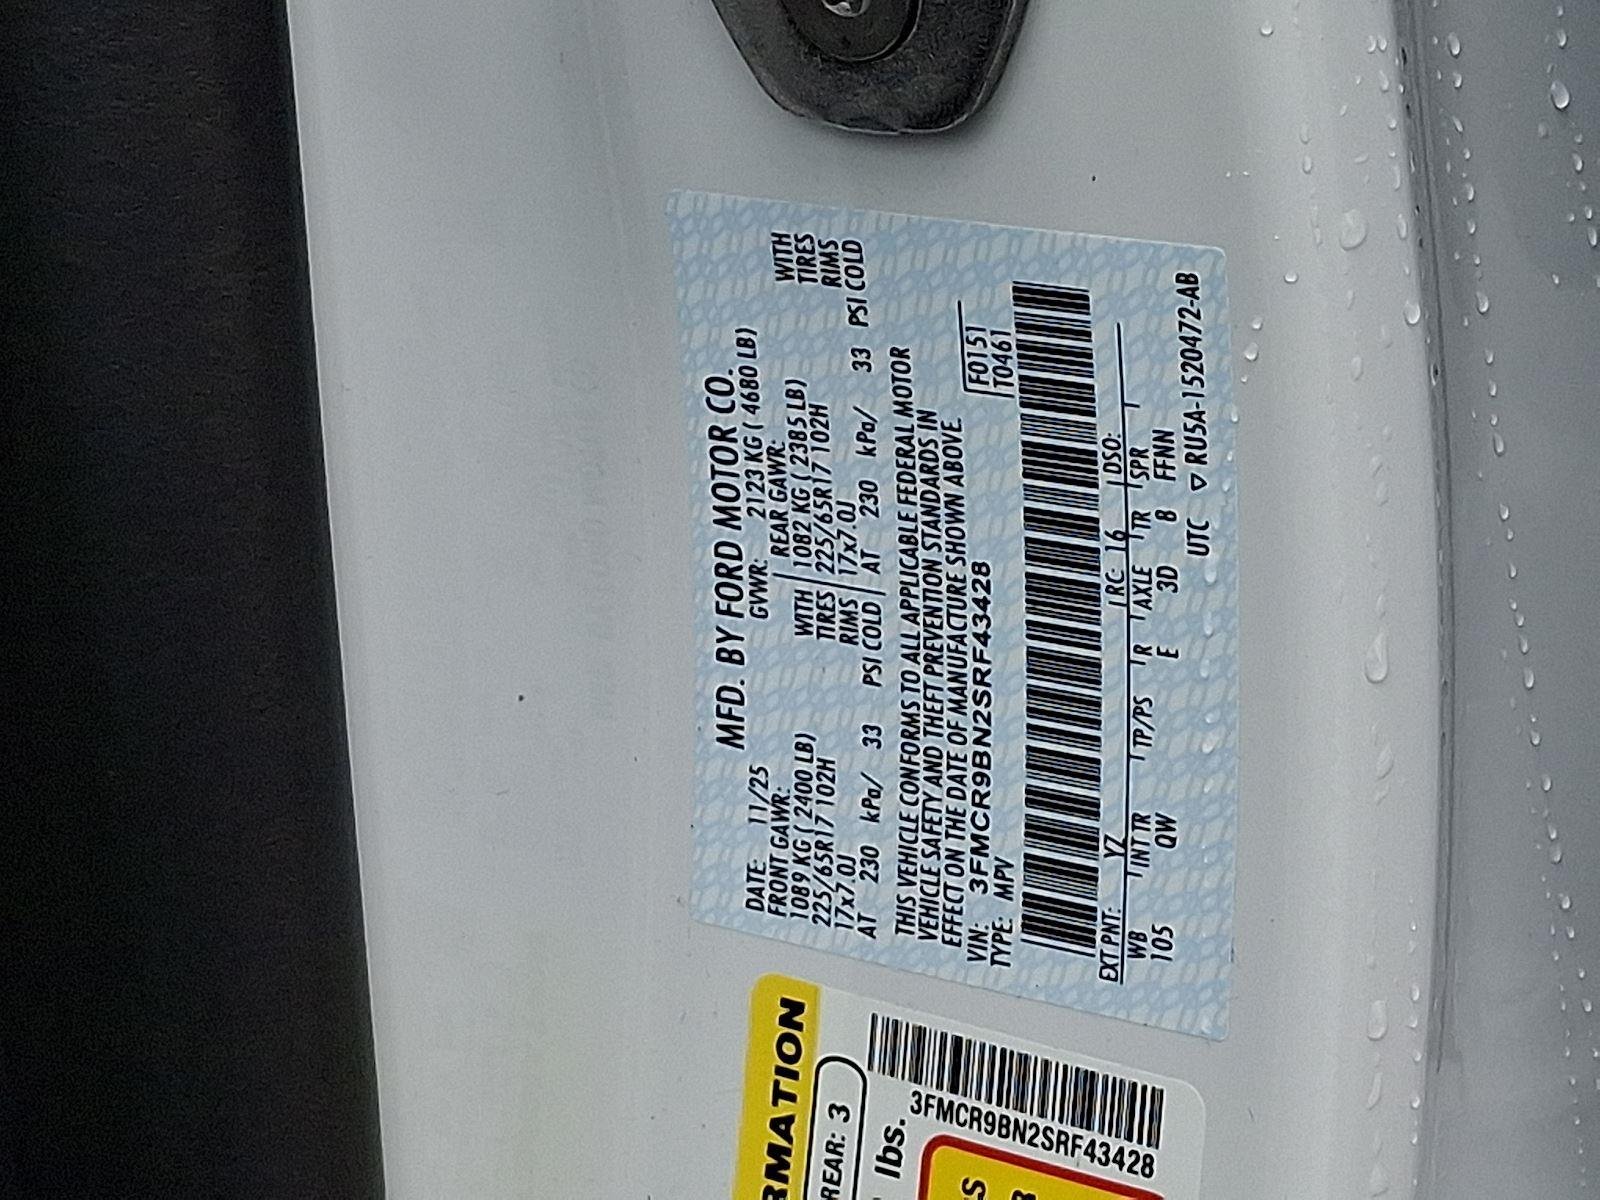 MFD. BY FORD MOTOR CO.
DATE: 11/25 GVWR: 2123 KG ( 4680 LB)
FRONT GAWR: REAR GAWR:
1089 KG ( 2400 LB) WITH 1082 KG ( 2385 LB) WITH
225/65R17 102H TIRES 225/65R17 102H TIRES
17x7.0J RIMS 17x7.0J RIMS
AT 230 kPa/ 33 PSI COLD AT 230 kPa/ 33 PSI COLD
THIS VEHICLE CONFORMS TO ALL APPLICABLE FEDERAL MOTOR
VEHICLE SAFETY AND THEFT PREVENTION STANDARDS IN
EFFECT ON THE DATE OF MANUFACTURE SHOWN ABOVE.
VIN: 3FMCR9BN2SRF43428 F0151
TYPE: MPV T0461
EXT PNT: YZ RC: 16 DSO:
WB INT TR TP/PS R AXLE TR SPR
105 QW E 3D 8 FFNN
UTC ▽ RU5A-1520472-AB
RMATION
REAR: 3
lbs.
3FMCR9BN2SRF43428